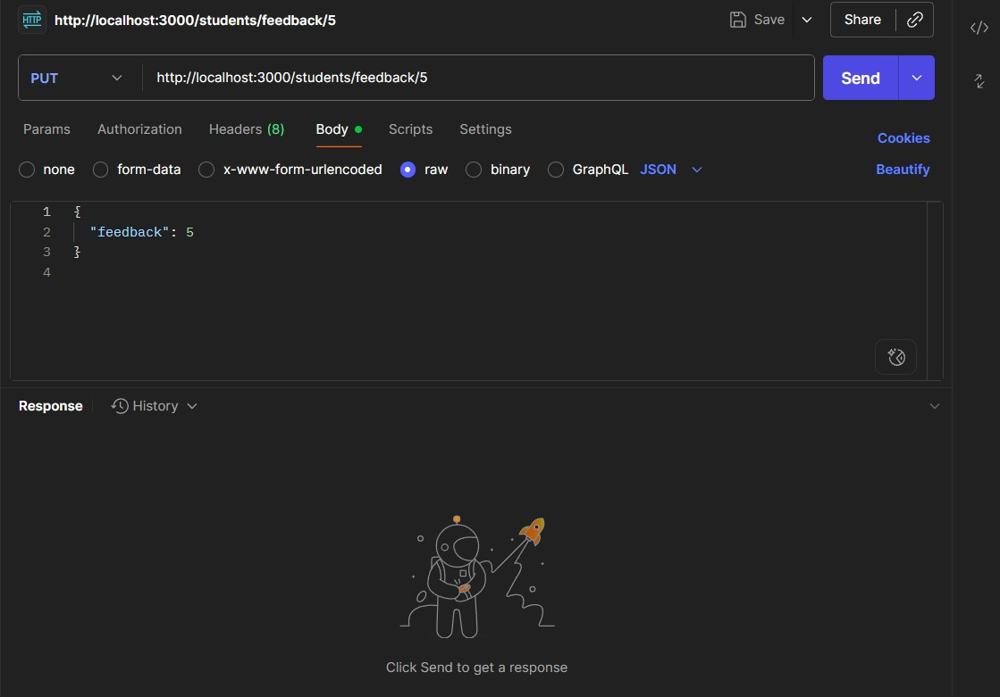 HTTP http://localhost:3000/students/feedback/5 Save Share
PUT http://localhost:3000/students/feedback/5 Send
Params Authorization Headers (8) Body Scripts Settings Cookies
none form-data x-www-form-urlencoded raw binary GraphQL JSON Beautify
1 {
2 "feedback": 5
3 }
4
Response History
Click Send to get a response